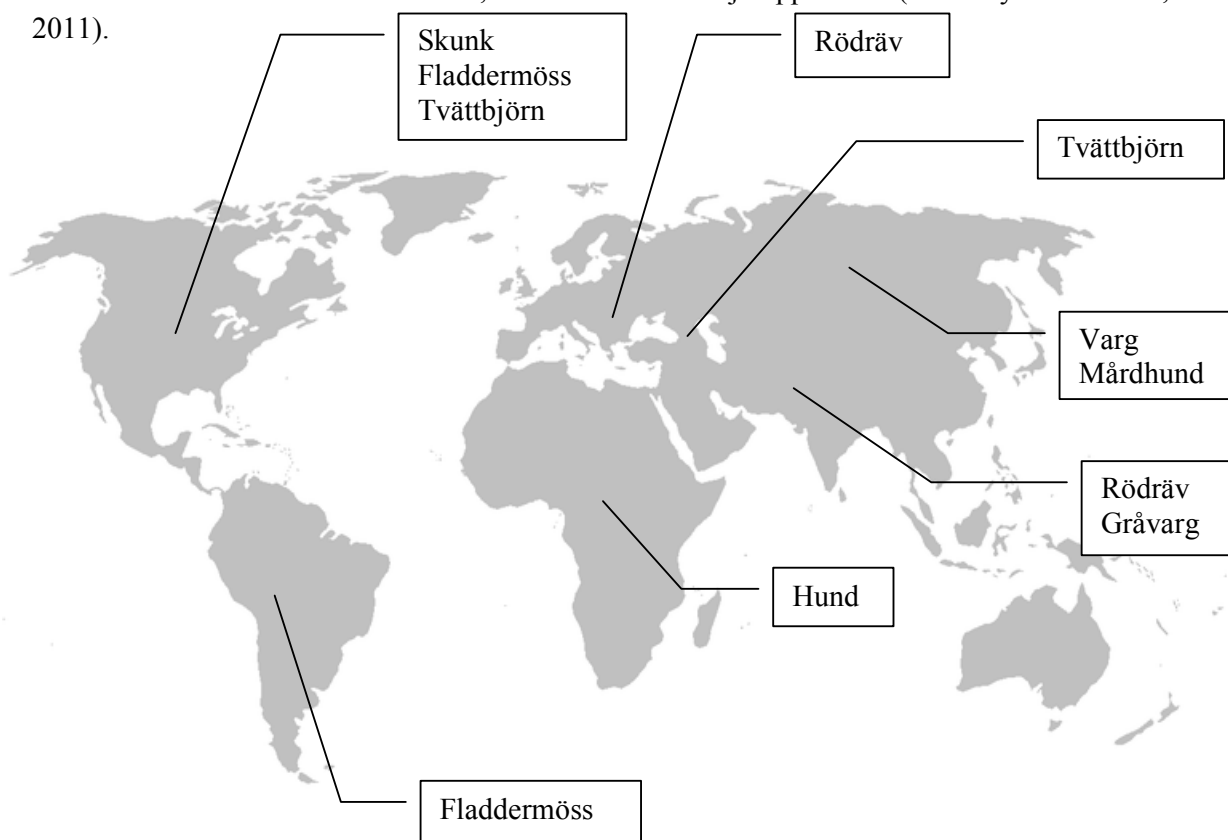 2011).
Skunk
Fladdermöss
Tvättbjörn
Rödräv
Tvättbjörn
Varg
Mårdhund
Rödräv
Gråvarg
Hund
Fladdermöss